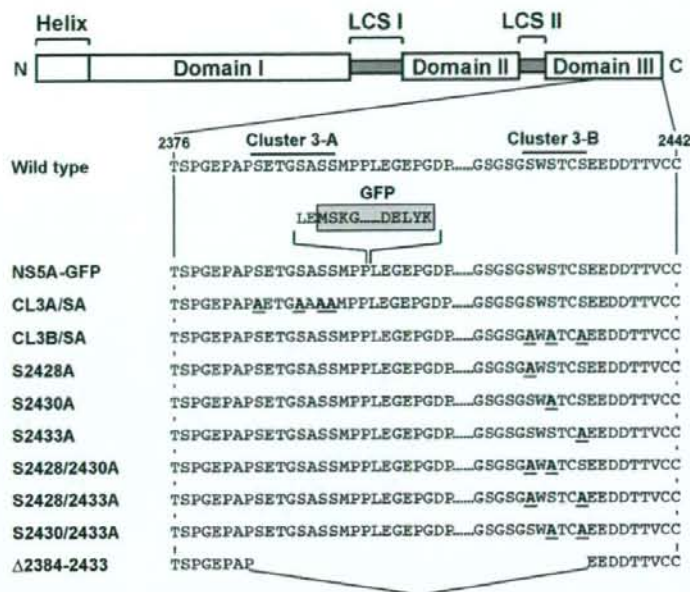 Helix LCS I LCS II
N Domain I Domain II Domain III C
2376 Cluster 3-A Cluster 3-B 2442
Wild type TSPGEPAPSETGSASSMPPLEGEPGDP......GSGSGSWSTCSEEDDTTVCC
GFP
LEMSKG......DELYK
NS5A-GFP TSPGEPAPSETGSASSMPPLEGEPGDP......GSGSGSWSTCSEEDDTTVCC
CL3A/SA TSPGEPAPAETGAAAAMPPLEGEPGDP......GSGSGSWSTCSEEDDTTVCC
CL3B/SA TSPGEPAPSETGSASSMPPLEGEPGDP......GSGSGAWATCAEEDDTTVCC
S2428A TSPGEPAPSETGSASSMPPLEGEPGDP......GSGSGAWSTCSEEDDTTVCC
S2430A TSPGEPAPSETGSASSMPPLEGEPGDP......GSGSGSWATCSEEDDTTVCC
S2433A TSPGEPAPSETGSASSMPPLEGEPGDP......GSGSGSWSTCAEEDDTTVCC
S2428/2430A TSPGEPAPSETGSASSMPPLEGEPGDP......GSGSGAWATCSEEDDTTVCC
S2428/2433A TSPGEPAPSETGSASSMPPLEGEPGDP......GSGSGAWSTCAEEDDTTVCC
S2430/2433A TSPGEPAPSETGSASSMPPLEGEPGDP......GSGSGSWATCAEEDDTTVCC
Δ2384-2433 TSPGEPAP EEDDTTVCC